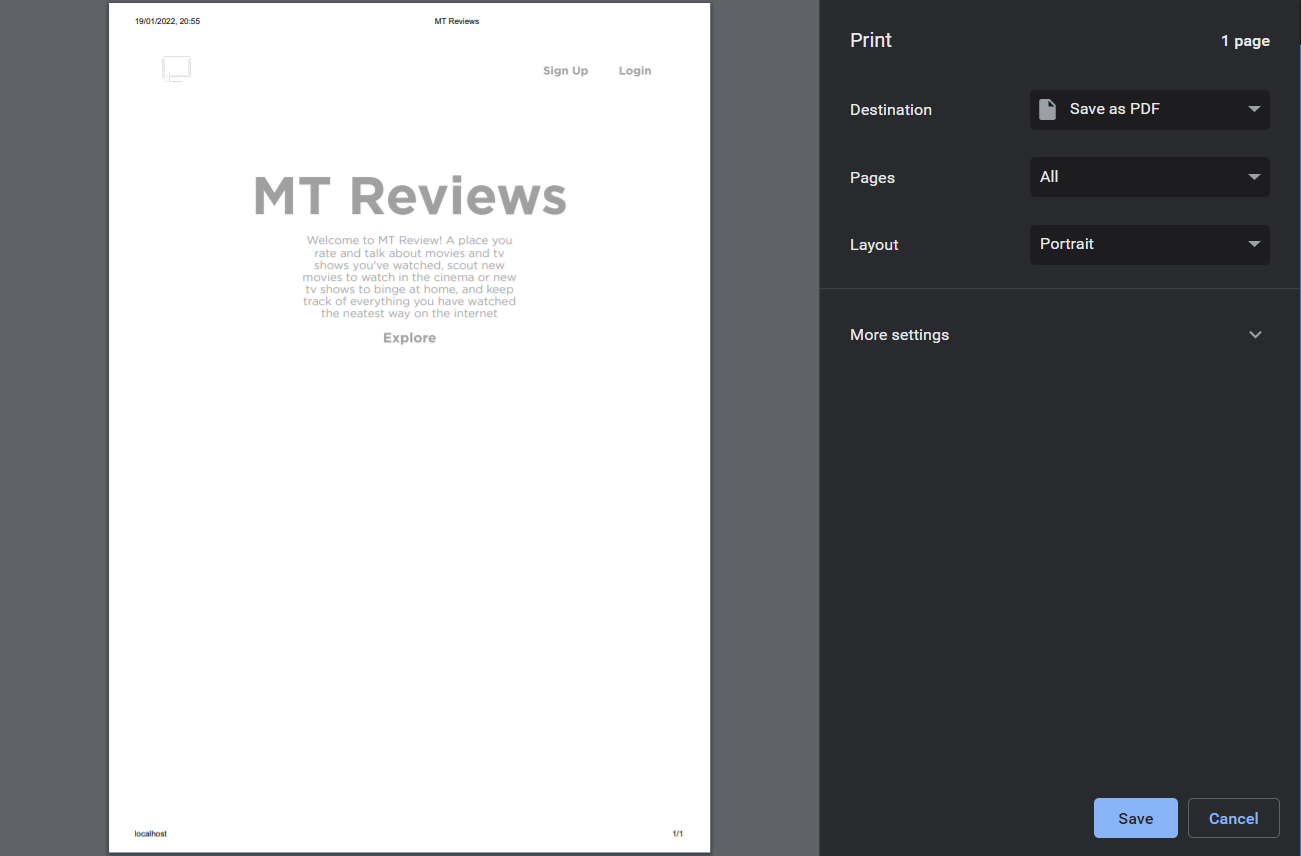 19/01/2022, 20:55
MT Reviews
Sign Up
Login
MT Reviews
Welcome to MT Review! A place you
rate and talk about movies and tv
shows you've watched, scout new
movies to watch in the cinema or new
tv shows to binge at home, and keep
track of everything you have watched
the neatest way on the internet
Explore
localhost
1/1
Print
1 page
Destination
Save as PDF
Pages
All
Layout
Portrait
More settings
Save
Cancel